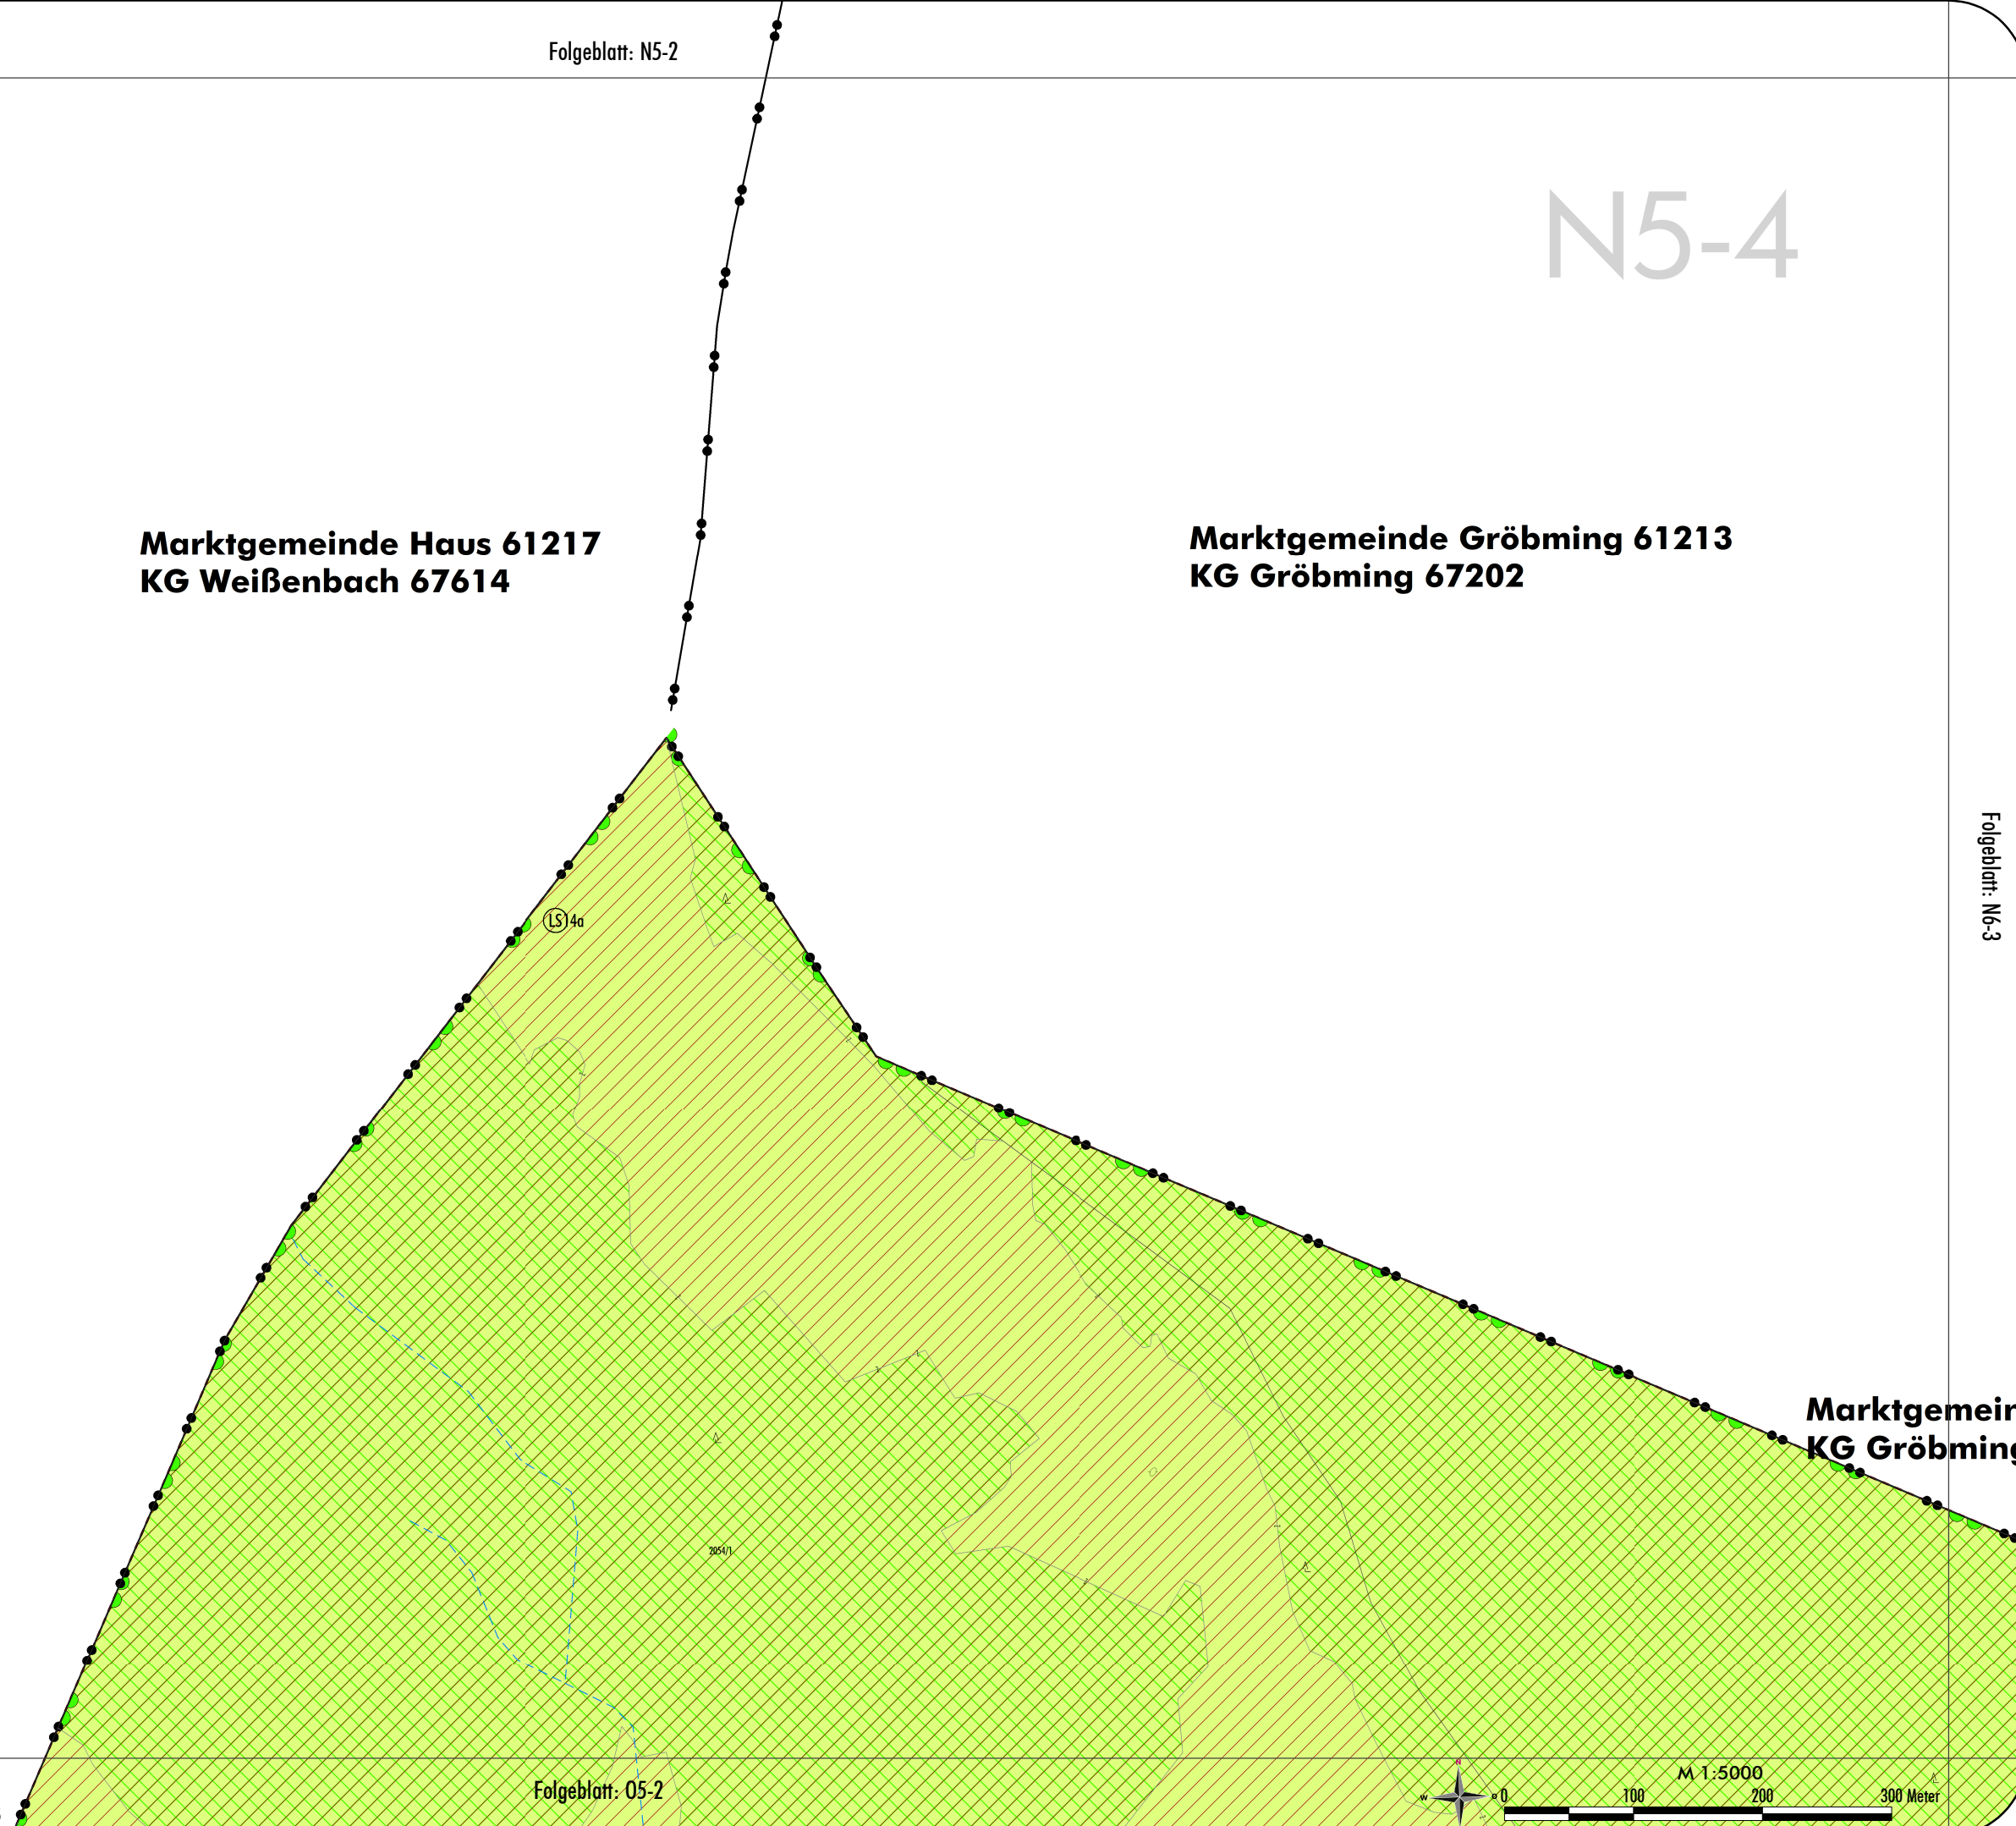 Folgeblatt: N5-2
N5-4
Marktgemeinde Haus 61217
KG Weißenbach 67614
Marktgemeinde Gröbming 61213
KG Gröbming 67202
Folgeblatt: N6-3
LS 14a
Marktgemein
KG Gröbming
2054/1
Folgeblatt: O5-2
N
W
O
M 1:5000
0 100 200 300 Meter